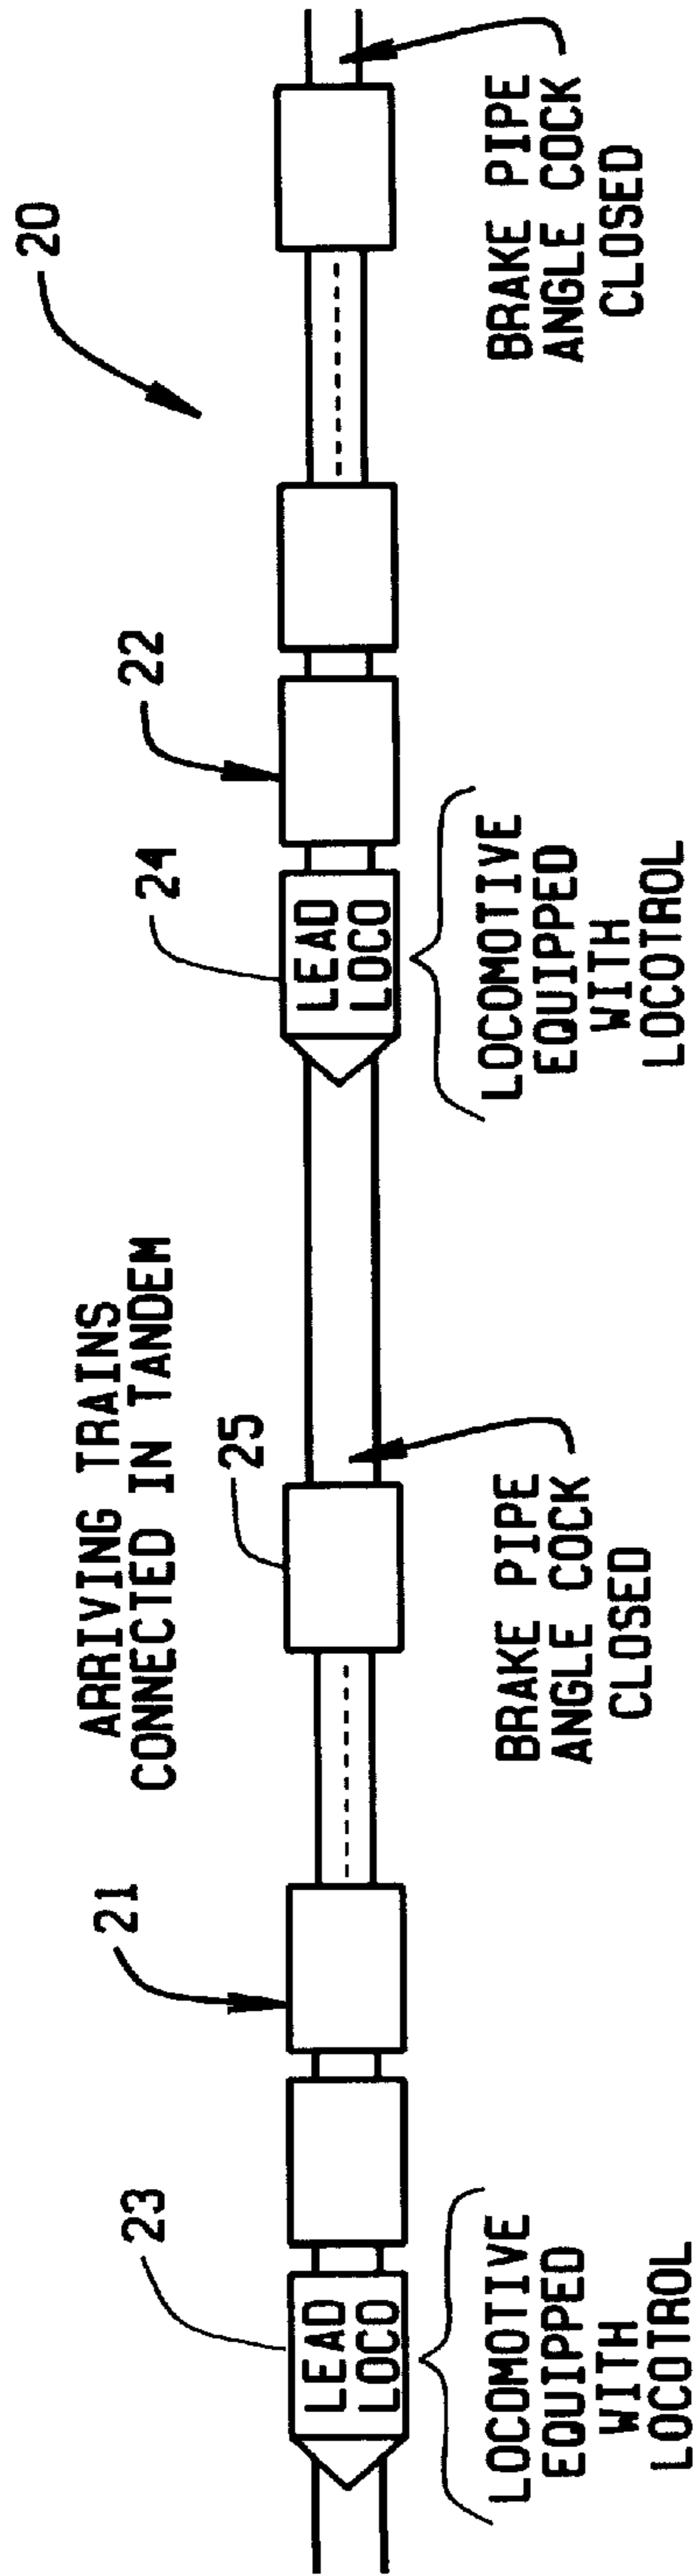 20
ARRIVING TRAINS
CONNECTED IN TANDEM
23
21
25
24
22
LEAD
LOCO
LEAD
LOCO
LOCOMOTIVE
EQUIPPED
WITH
LOCOTROL
BRAKE PIPE
ANGLE COCK
CLOSED
LOCOMOTIVE
EQUIPPED
WITH
LOCOTROL
BRAKE PIPE
ANGLE COCK
CLOSED